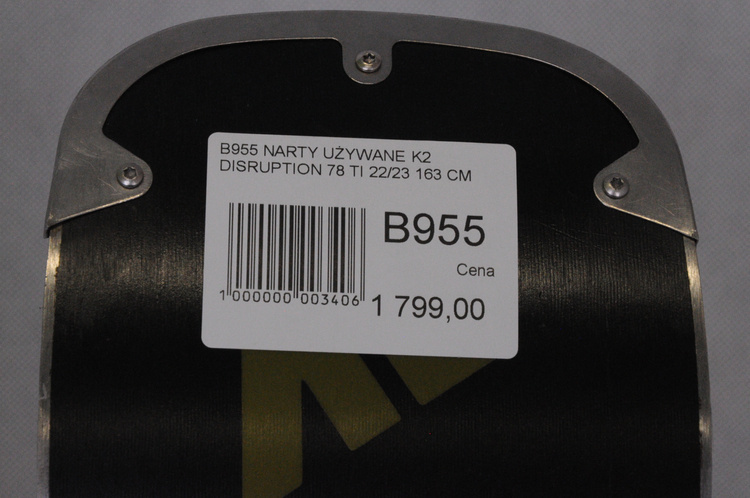 B955 NARTY UŻYWANE K2
DISRUPTION 78 TI 22/23 163 CM
B955
Cena
1 000000 003406
1 799,00